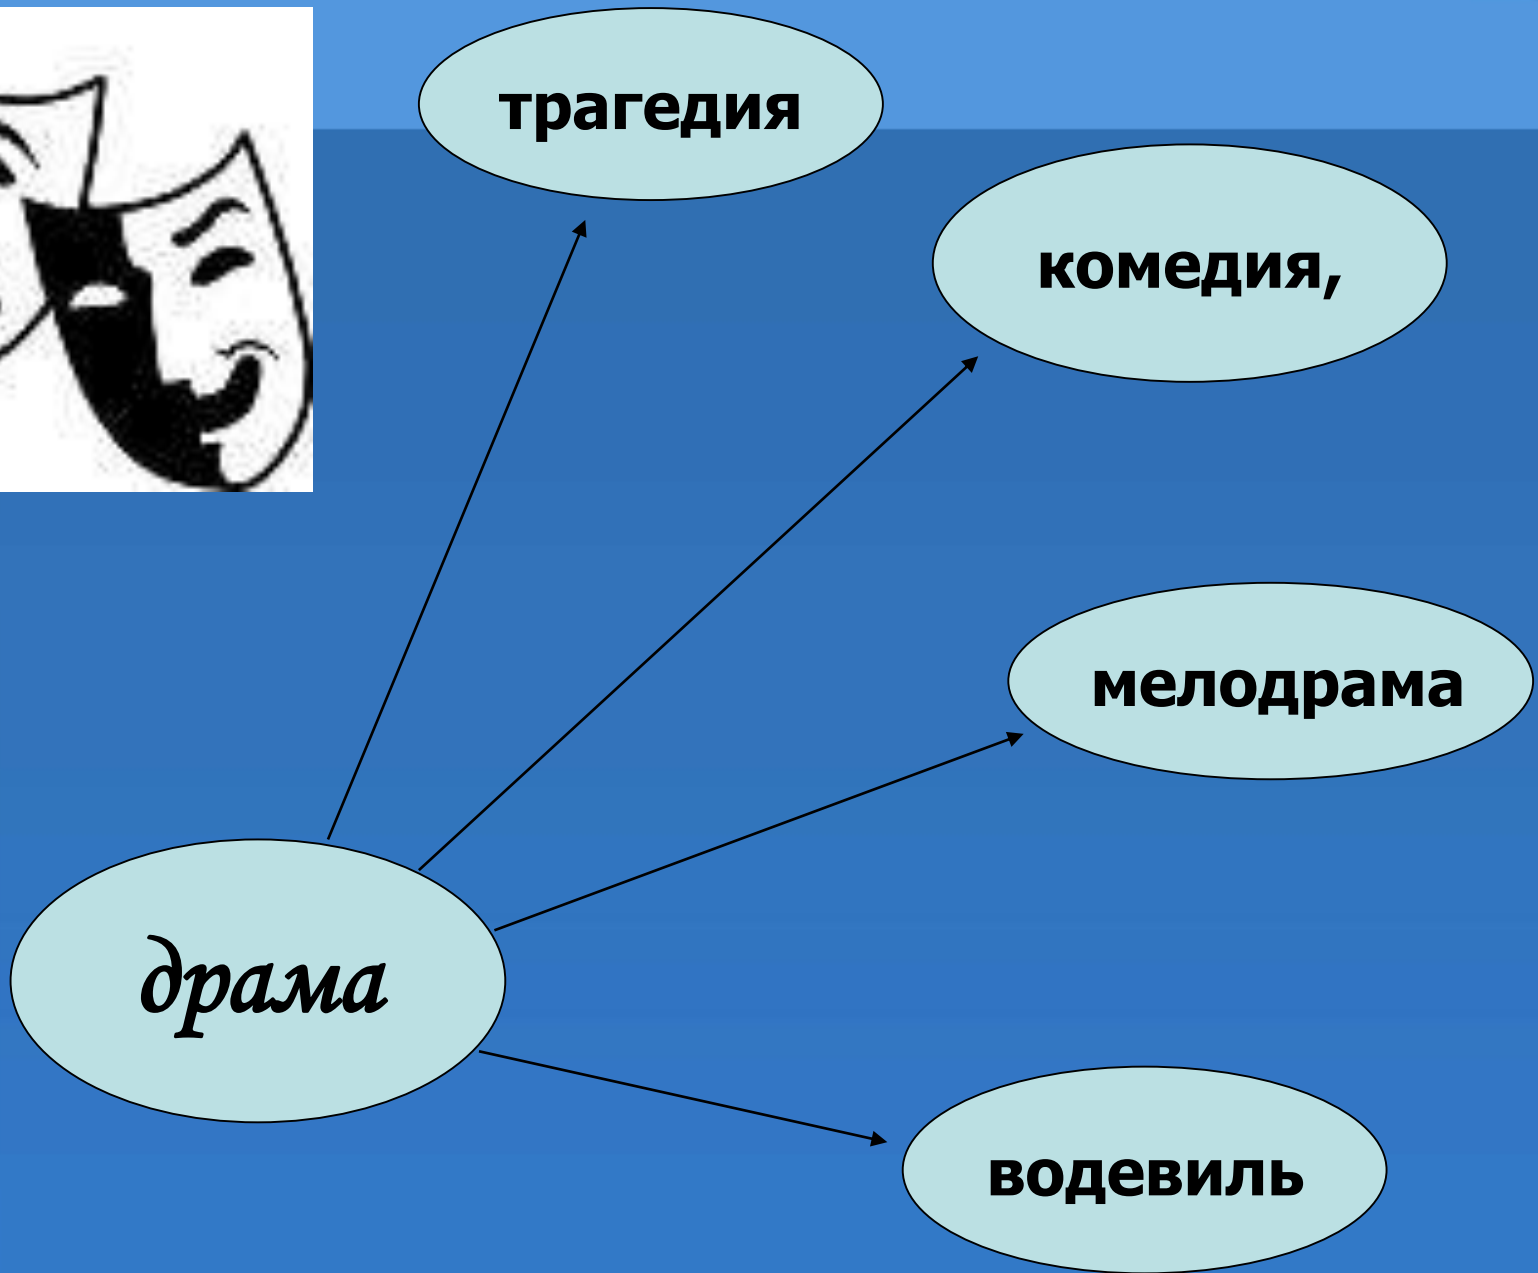 трагедия
комедия,
мелодрама
драма
водевиль